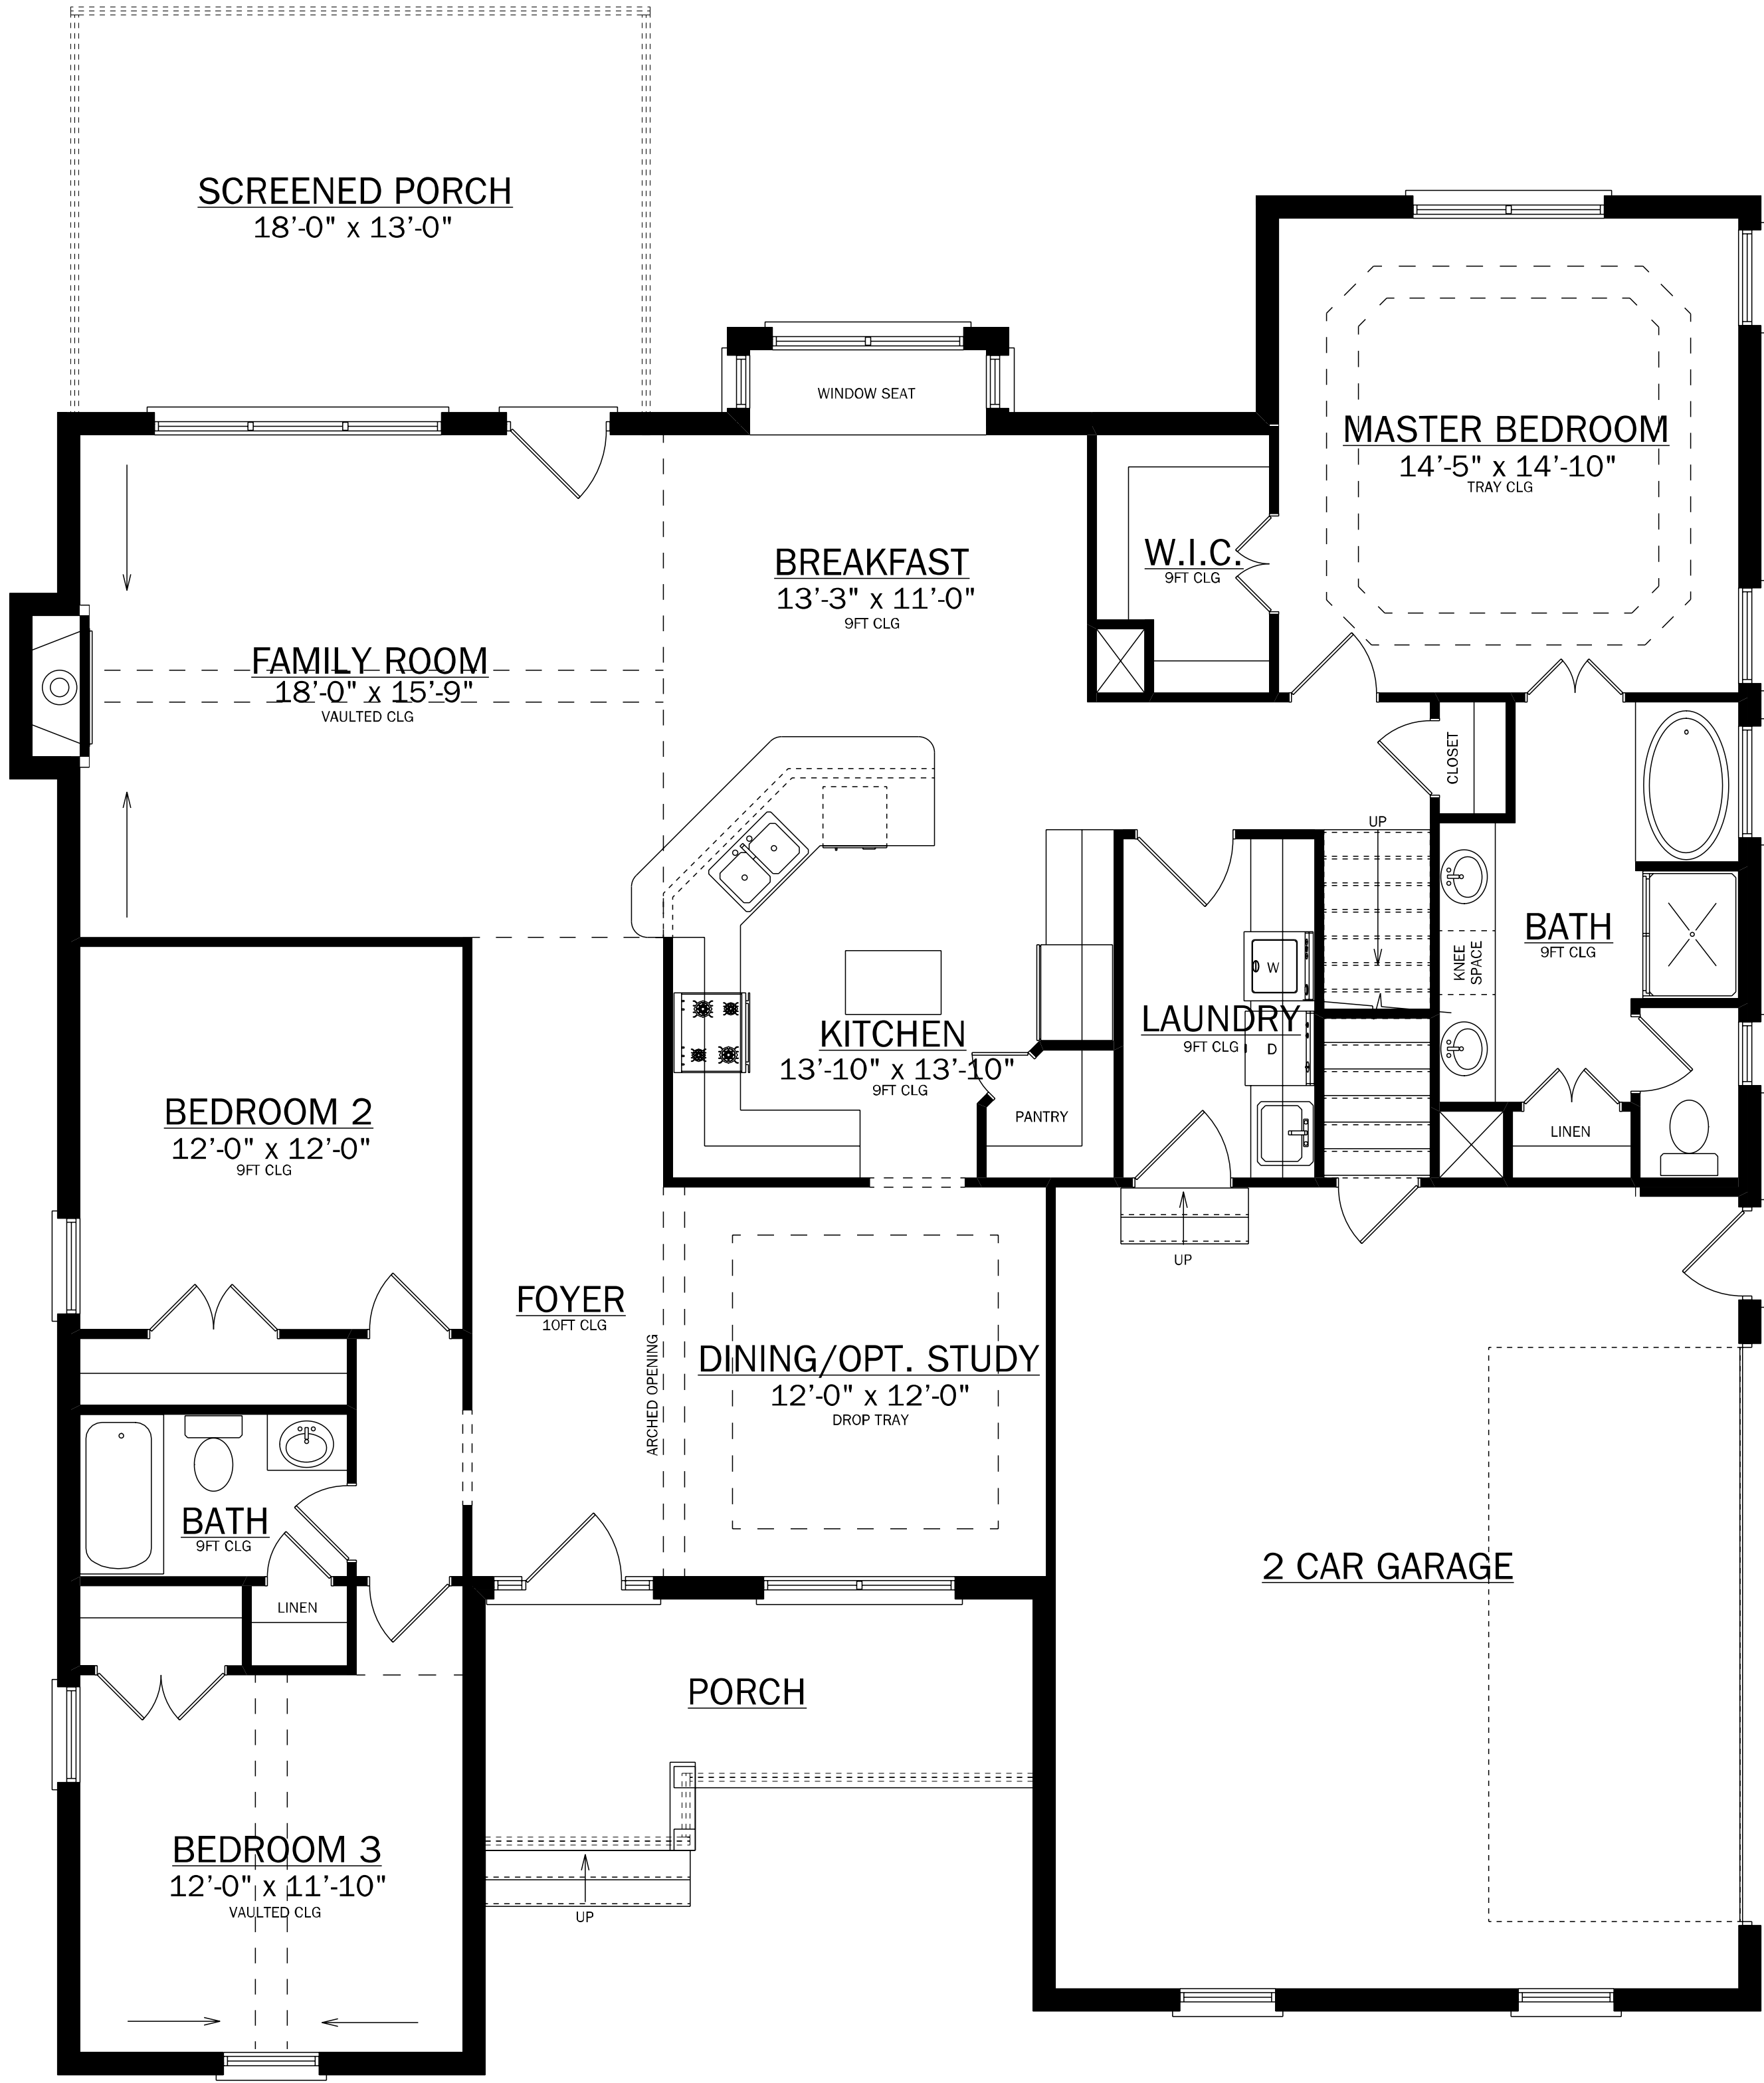 SCREENED PORCH
18'-0" x 13'-0"
WINDOW SEAT
MASTER BEDROOM
14'-5" x 14'-10"
TRAY CLG
W.I.C.
9FT CLG
BREAKFAST
13'-3" x 11'-0"
9FT CLG
FAMILY ROOM
18'-0" x 15'-9"
VAULTED CLG
CLOSET
UP
BATH
9FT CLG
KNEE
SPACE
W
LAUNDRY
9FT CLG
D
KITCHEN
13'-10" x 13'-10"
9FT CLG
PANTRY
LINEN
BEDROOM 2
12'-0" x 12'-0"
9FT CLG
UP
FOYER
10FT CLG
ARCHED OPENING
DINING/OPT. STUDY
12'-0" x 12'-0"
DROP TRAY
BATH
9FT CLG
2 CAR GARAGE
LINEN
PORCH
BEDROOM 3
12'-0" x 11'-10"
VAULTED CLG
UP